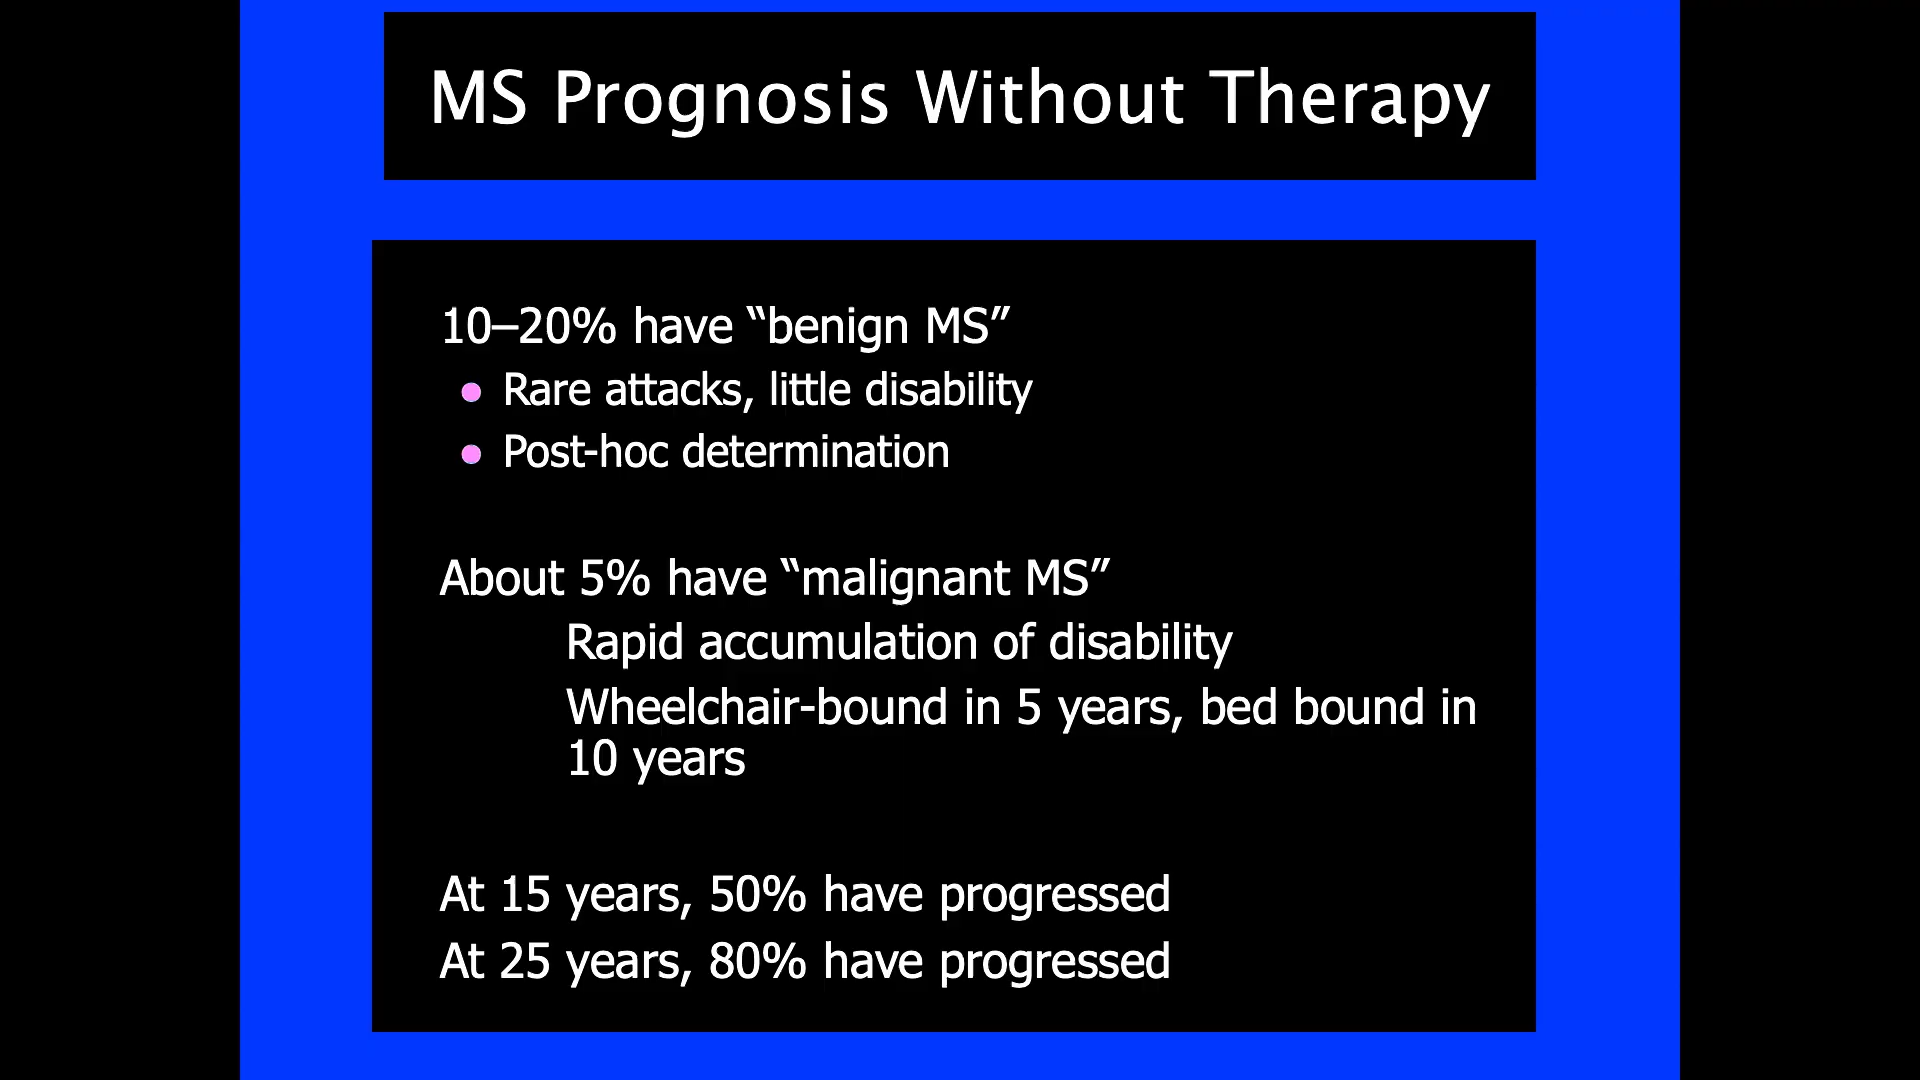 MS Prognosis Without Therapy
10–20% have “benign MS”
● Rare attacks, little disability
● Post-hoc determination
About 5% have “malignant MS”
Rapid accumulation of disability
Wheelchair-bound in 5 years, bed bound in
10 years
At 15 years, 50% have progressed
At 25 years, 80% have progressed